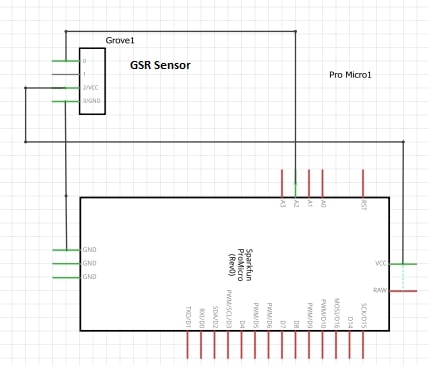 Grove1
GSR Sensor
0
1
2/VCC
3/GND
Pro Micro1
A3
A2
A1
A0
RST
GND
GND
GND
Sparkfun
ProMicro
(Rev0)
VCC
RAW
TXO/D1
RXI/D0
SDA/D2
PWM/SCL/D3
D4
PWM/D5
PWM/D6
D7
D8
PWM/D9
PWM/D10
MOSI/D16
D14
SCK/D15